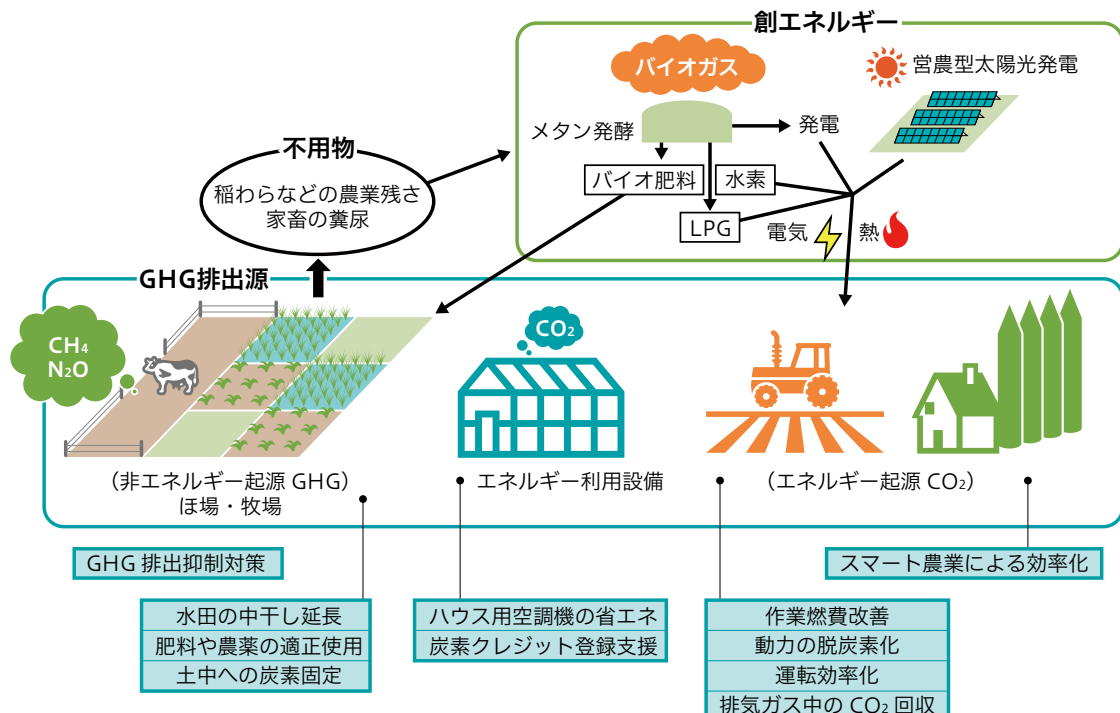 創エネルギー
バイオガス
営農型太陽光発電
メタン発酵
発電
バイオ肥料
水素
LPG
電気
熱
不用物
稲わらなどの農業残さ
家畜の糞尿
GHG排出源
CH₄
N₂O
CO₂
（非エネルギー起源 GHG）
ほ場・牧場
エネルギー利用設備
（エネルギー起源 CO₂）
GHG 排出抑制対策
スマート農業による効率化
水田の中干し延長
肥料や農薬の適正使用
土中への炭素固定
ハウス用空調機の省エネ
炭素クレジット登録支援
作業燃費改善
動力の脱炭素化
運転効率化
排気ガス中の CO₂ 回収